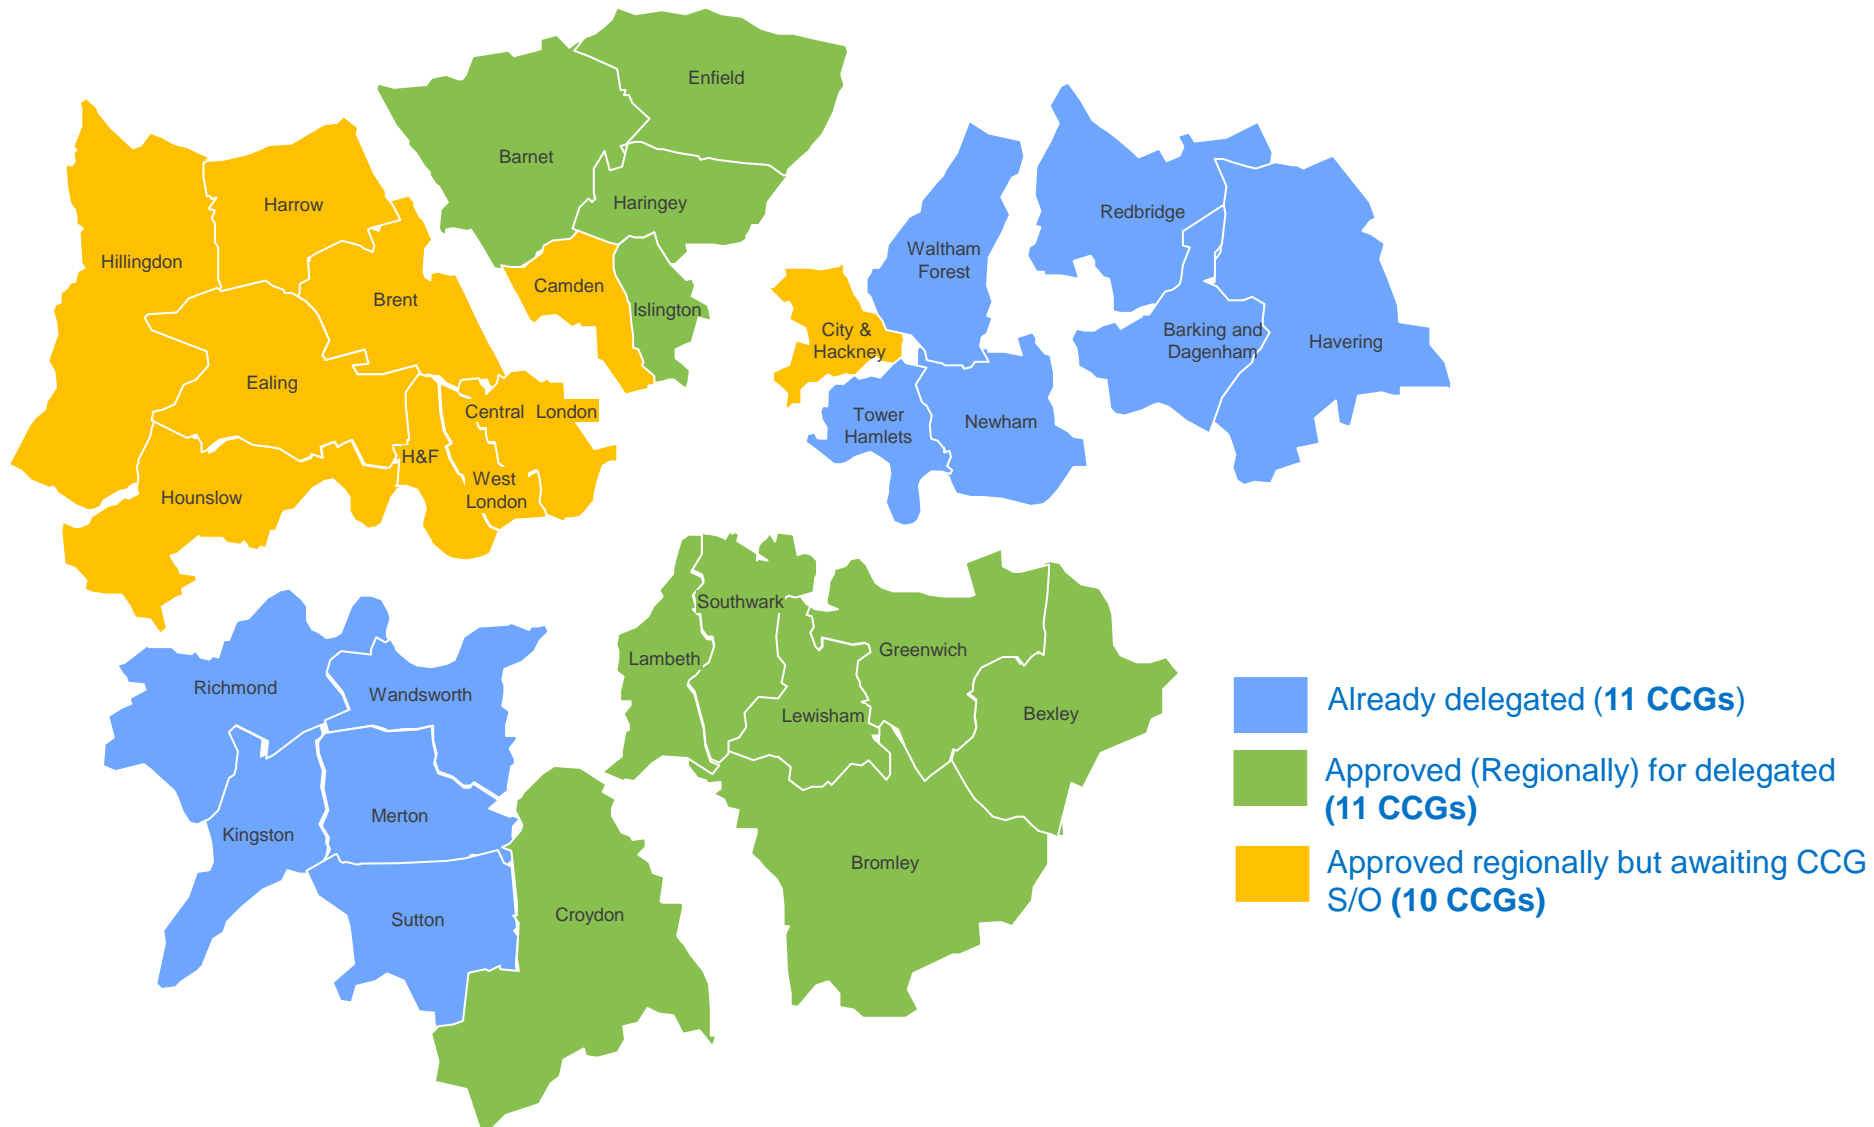 Enfield
Barnet
Haringey
Camden
Islington
Harrow
Hillingdon
Brent
Ealing
Central London
H&F
West
London
Hounslow
Redbridge
Waltham
Forest
City &
Hackney
Barking and
Dagenham
Havering
Tower
Hamlets
Newham
Richmond
Wandsworth
Kingston
Merton
Sutton
Croydon
Southwark
Lambeth
Greenwich
Lewisham
Bexley
Bromley
Already delegated (11 CCGs)
Approved (Regionally) for delegated
(11 CCGs)
Approved regionally but awaiting CCG
S/O (10 CCGs)